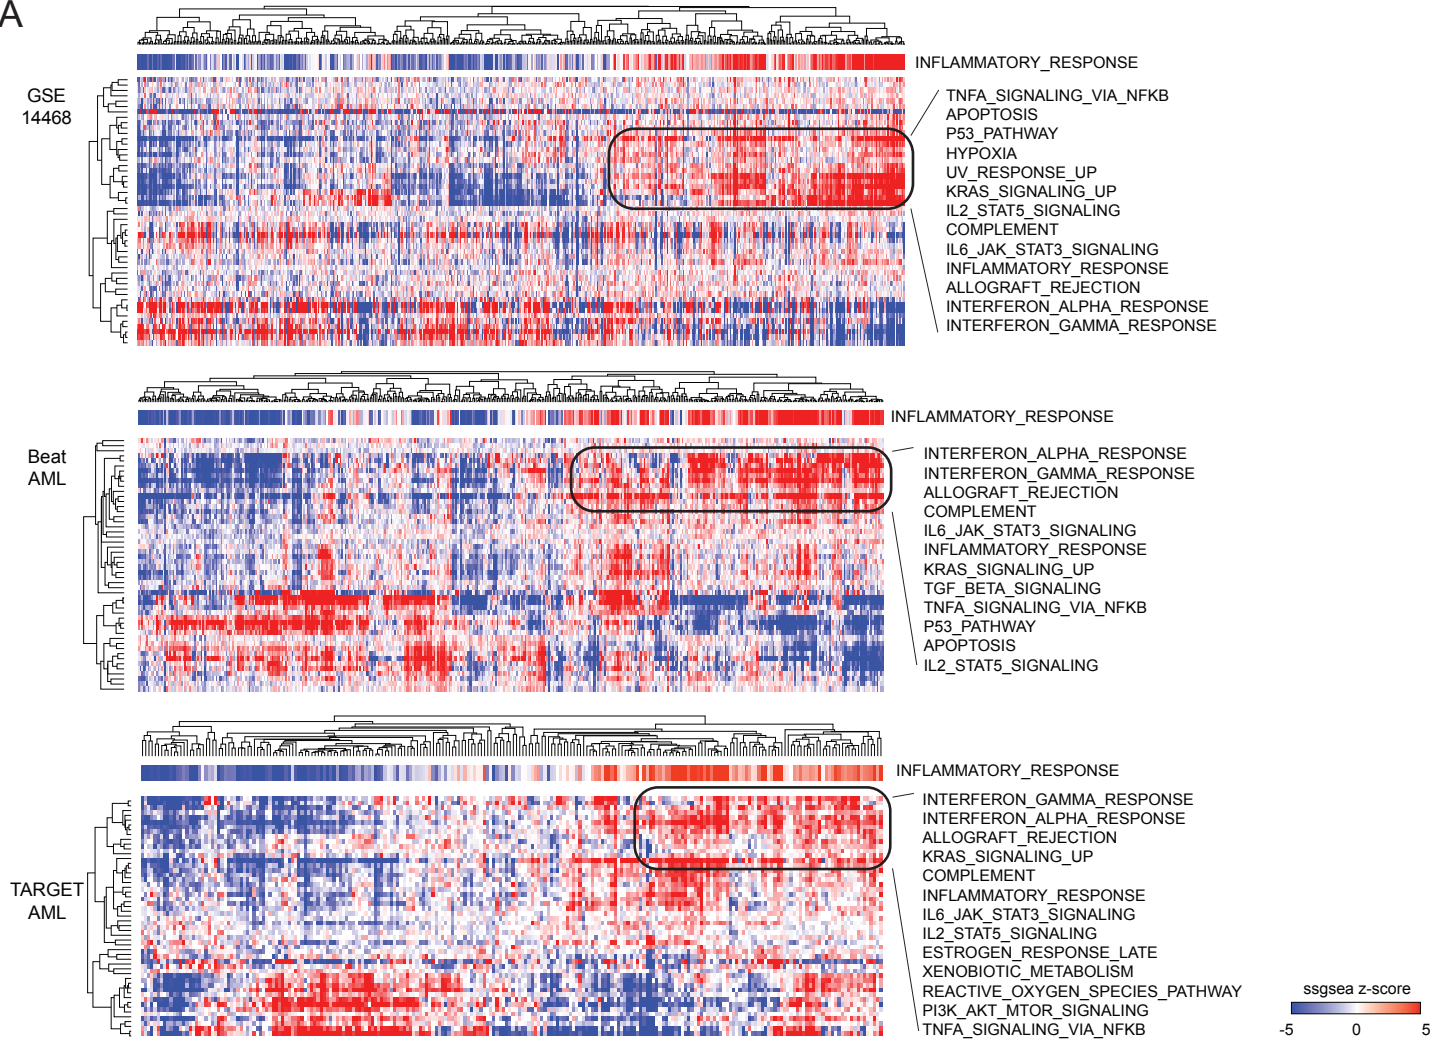 A
GSE
14468
INFLAMMATORY_RESPONSE
TNFA_SIGNALING_VIA_NFKB
APOPTOSIS
P53_PATHWAY
HYPOXIA
UV_RESPONSE_UP
KRAS_SIGNALING_UP
IL2_STAT5_SIGNALING
COMPLEMENT
IL6_JAK_STAT3_SIGNALING
INFLAMMATORY_RESPONSE
ALLOGRAFT_REJECTION
INTERFERON_ALPHA_RESPONSE
INTERFERON_GAMMA_RESPONSE
Beat
AML
INFLAMMATORY_RESPONSE
INTERFERON_ALPHA_RESPONSE
INTERFERON_GAMMA_RESPONSE
ALLOGRAFT_REJECTION
COMPLEMENT
IL6_JAK_STAT3_SIGNALING
INFLAMMATORY_RESPONSE
KRAS_SIGNALING_UP
TGF_BETA_SIGNALING
TNFA_SIGNALING_VIA_NFKB
P53_PATHWAY
APOPTOSIS
IL2_STAT5_SIGNALING
TARGET
AML
INFLAMMATORY_RESPONSE
INTERFERON_GAMMA_RESPONSE
INTERFERON_ALPHA_RESPONSE
ALLOGRAFT_REJECTION
KRAS_SIGNALING_UP
COMPLEMENT
INFLAMMATORY_RESPONSE
IL6_JAK_STAT3_SIGNALING
IL2_STAT5_SIGNALING
ESTROGEN_RESPONSE_LATE
XENOBIOTIC_METABOLISM
REACTIVE_OXYGEN_SPECIES_PATHWAY
PI3K_AKT_MTOR_SIGNALING
TNFA_SIGNALING_VIA_NFKB
ssgsea z-score
-5 0 5